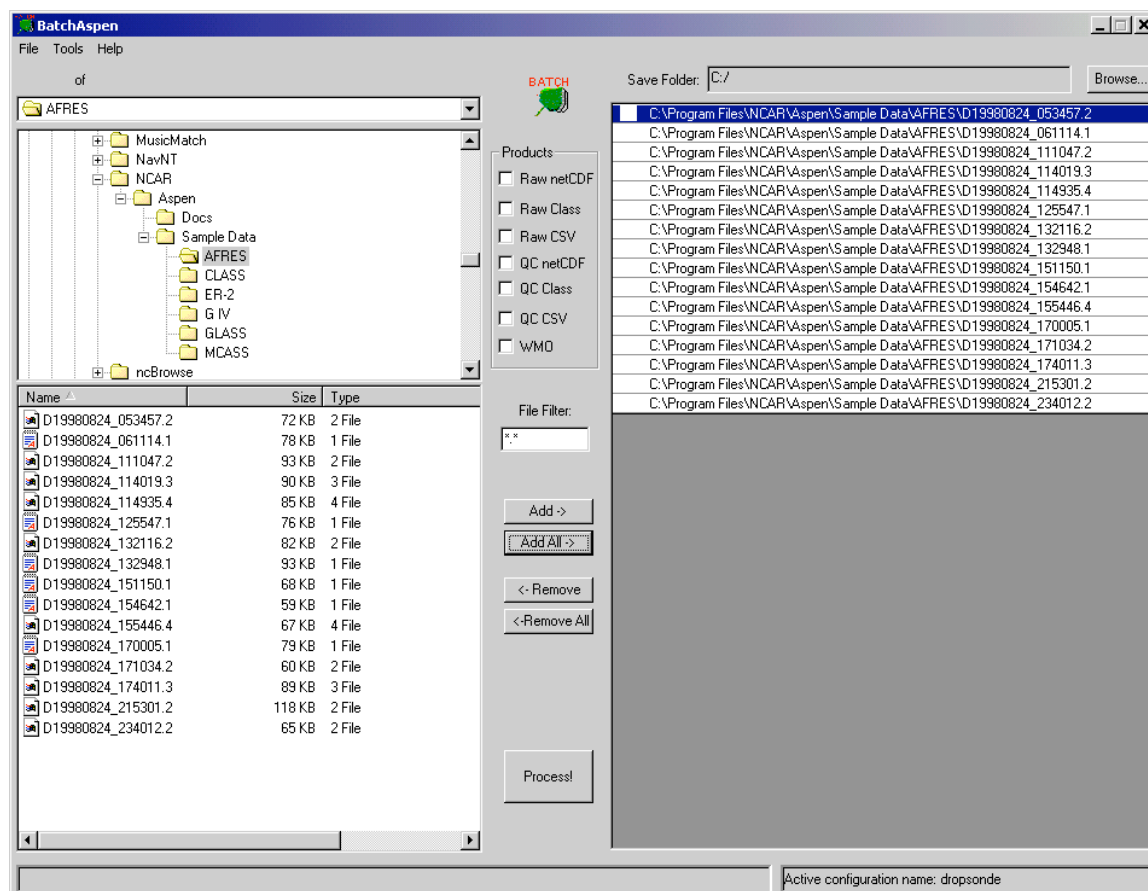 BatchAspen
File Tools Help
of
AFRES
MusicMatch
NavNT
NCAR
Aspen
Docs
Sample Data
AFRES
CLASS
ER-2
G IV
GLASS
MCASS
ncBrowse
Name Size Type
D19980824_053457.2 72 KB 2 File
D19980824_061114.1 78 KB 1 File
D19980824_111047.2 93 KB 2 File
D19980824_114019.3 90 KB 3 File
D19980824_114935.4 85 KB 4 File
D19980824_125547.1 76 KB 1 File
D19980824_132116.2 82 KB 2 File
D19980824_132948.1 93 KB 1 File
D19980824_151150.1 68 KB 1 File
D19980824_154642.1 59 KB 1 File
D19980824_155446.4 67 KB 4 File
D19980824_170005.1 79 KB 1 File
D19980824_171034.2 60 KB 2 File
D19980824_174011.3 89 KB 3 File
D19980824_215301.2 118 KB 2 File
D19980824_234012.2 65 KB 2 File
BATCH
Products
Raw netCDF
Raw Class
Raw CSV
QC netCDF
QC Class
QC CSV
WMO
File Filter:
*.*
Add ->
Add All ->
<- Remove
<-Remove All
Process!
Save Folder: C:/ Browse...
C:\Program Files\NCAR\Aspen\Sample Data\AFRES\D19980824_053457.2
C:\Program Files\NCAR\Aspen\Sample Data\AFRES\D19980824_061114.1
C:\Program Files\NCAR\Aspen\Sample Data\AFRES\D19980824_111047.2
C:\Program Files\NCAR\Aspen\Sample Data\AFRES\D19980824_114019.3
C:\Program Files\NCAR\Aspen\Sample Data\AFRES\D19980824_114935.4
C:\Program Files\NCAR\Aspen\Sample Data\AFRES\D19980824_125547.1
C:\Program Files\NCAR\Aspen\Sample Data\AFRES\D19980824_132116.2
C:\Program Files\NCAR\Aspen\Sample Data\AFRES\D19980824_132948.1
C:\Program Files\NCAR\Aspen\Sample Data\AFRES\D19980824_151150.1
C:\Program Files\NCAR\Aspen\Sample Data\AFRES\D19980824_154642.1
C:\Program Files\NCAR\Aspen\Sample Data\AFRES\D19980824_155446.4
C:\Program Files\NCAR\Aspen\Sample Data\AFRES\D19980824_170005.1
C:\Program Files\NCAR\Aspen\Sample Data\AFRES\D19980824_171034.2
C:\Program Files\NCAR\Aspen\Sample Data\AFRES\D19980824_174011.3
C:\Program Files\NCAR\Aspen\Sample Data\AFRES\D19980824_215301.2
C:\Program Files\NCAR\Aspen\Sample Data\AFRES\D19980824_234012.2
Active configuration name: dropsonde